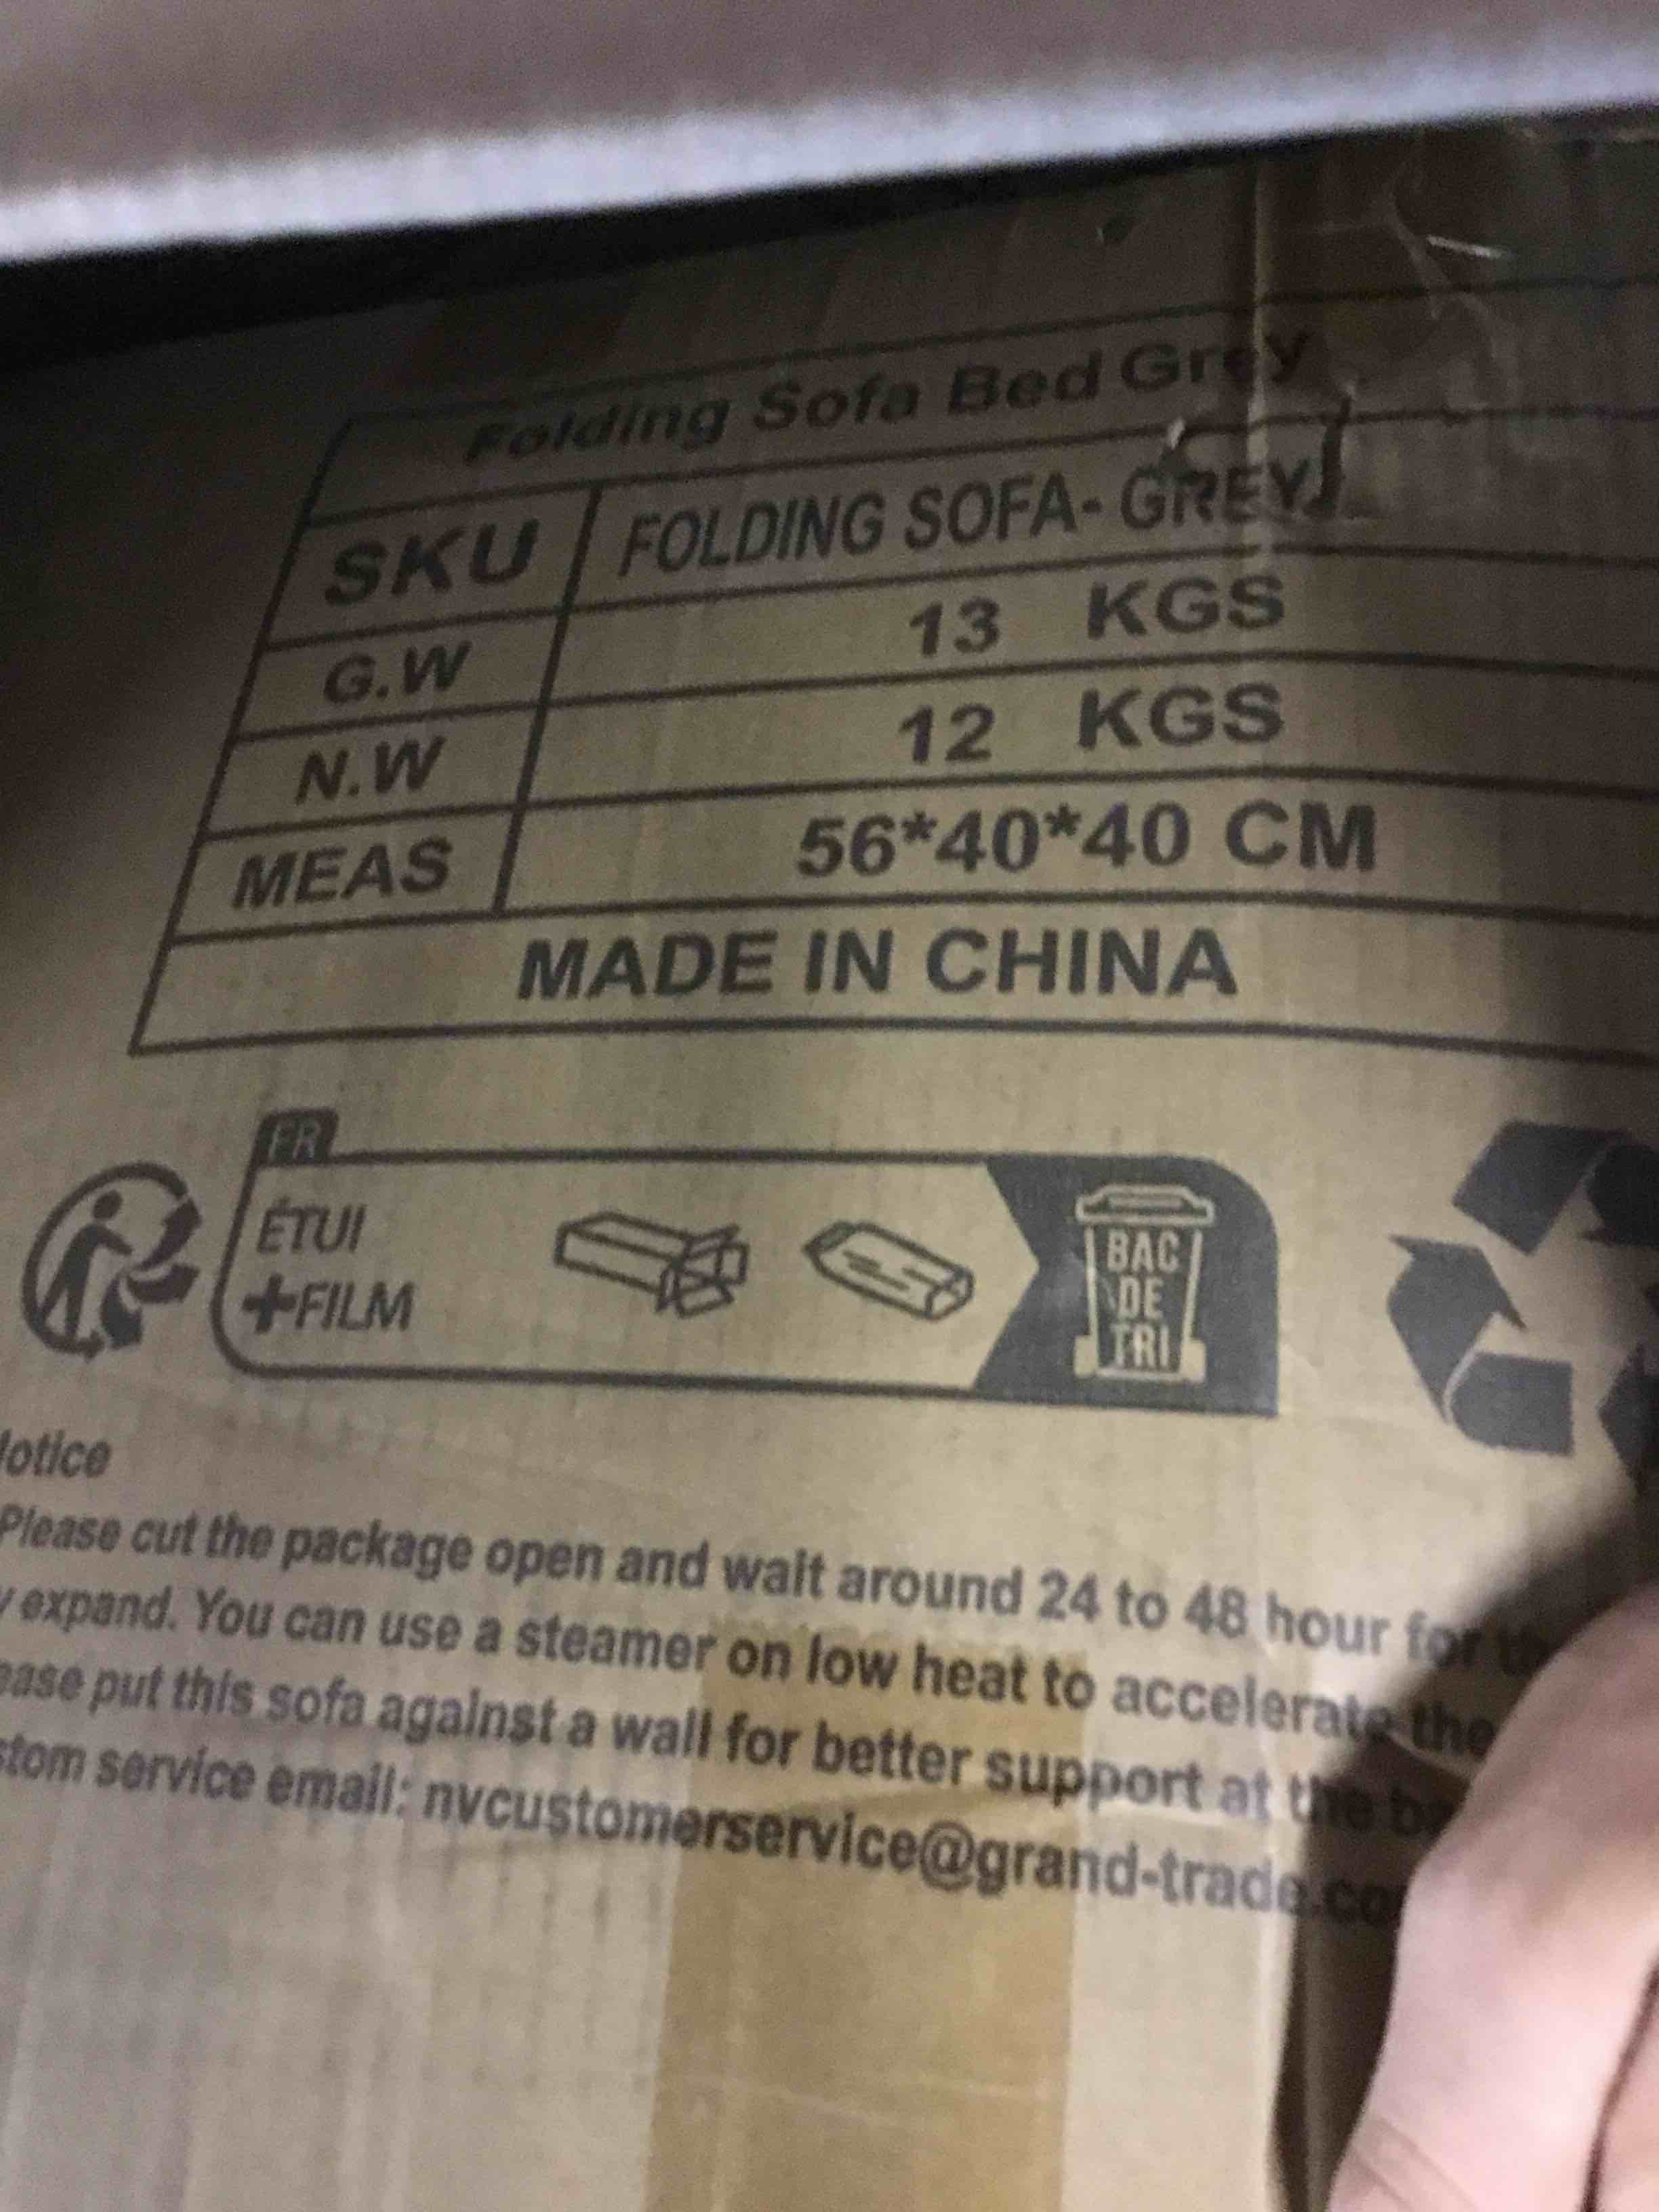 Folding Sofa Bed Grey
SKU FOLDING SOFA- GREY
G.W 13 KGS
N.W 12 KGS
MEAS 56*40*40 CM
MADE IN CHINA
FR
ÉTUI
+FILM
BAC
DE
TRI
Please cut the package open and wait around 24 to 48 hour for
expand. You can use a steamer on low heat to accelerate the
put this sofa against a wall for better support at the
service email: nvcustomerservice@grand-trade